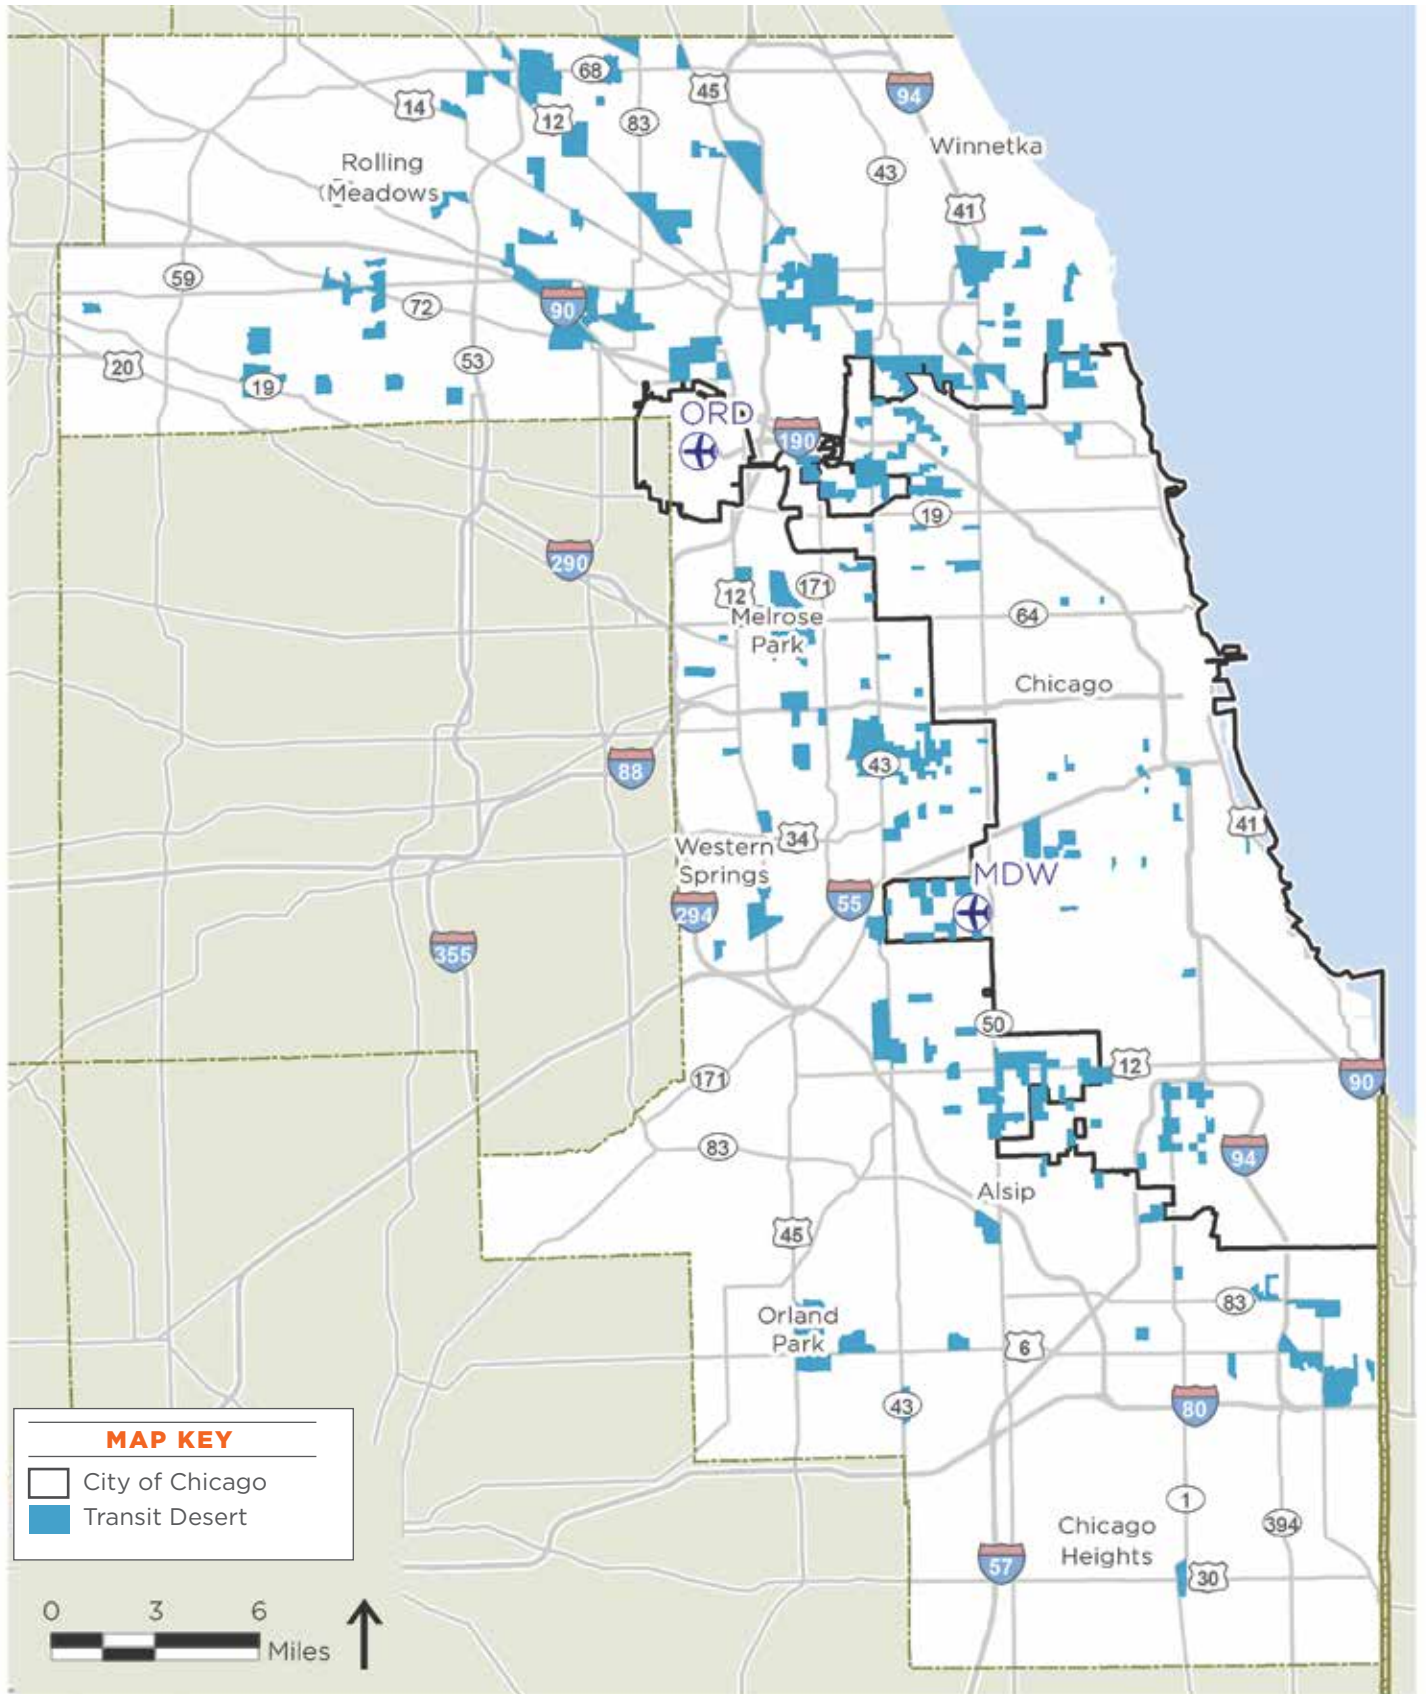 68
14
45
94
12
83
Winnetka
Rolling
Meadows
43
41
59
72
90
20
53
19
ORD
190
19
290
12
171
Melrose
Park
64
Chicago
88
43
41
34
Western
Springs
MDW
294
55
355
50
12
171
90
83
94
Alsip
45
83
Orland
Park
6
43
80
MAP KEY
City of Chicago
Transit Desert
1
394
Chicago
Heights
57
30
0 3 6
Miles